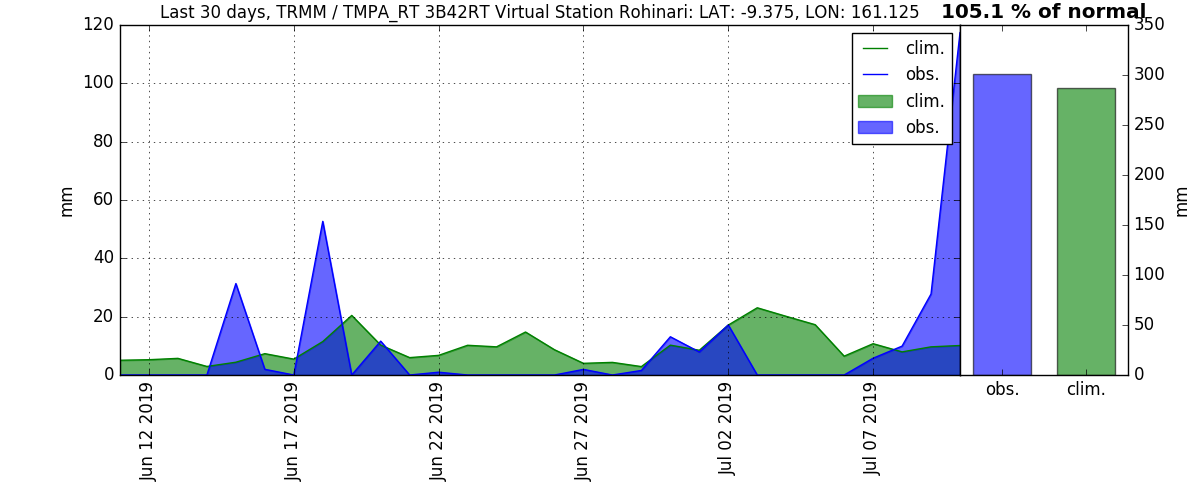 Last 30 days, TRMM / TMPA_RT 3B42RT Virtual Station Rohinari: LAT: -9.375, LON: 161.125
105.1 % of normal
120
100
80
60
40
20
0
mm
clim.
obs.
clim.
obs.
350
300
250
200
150
100
50
0
mm
Jun 12 2019
Jun 17 2019
Jun 22 2019
Jun 27 2019
Jul 02 2019
Jul 07 2019
obs.
clim.